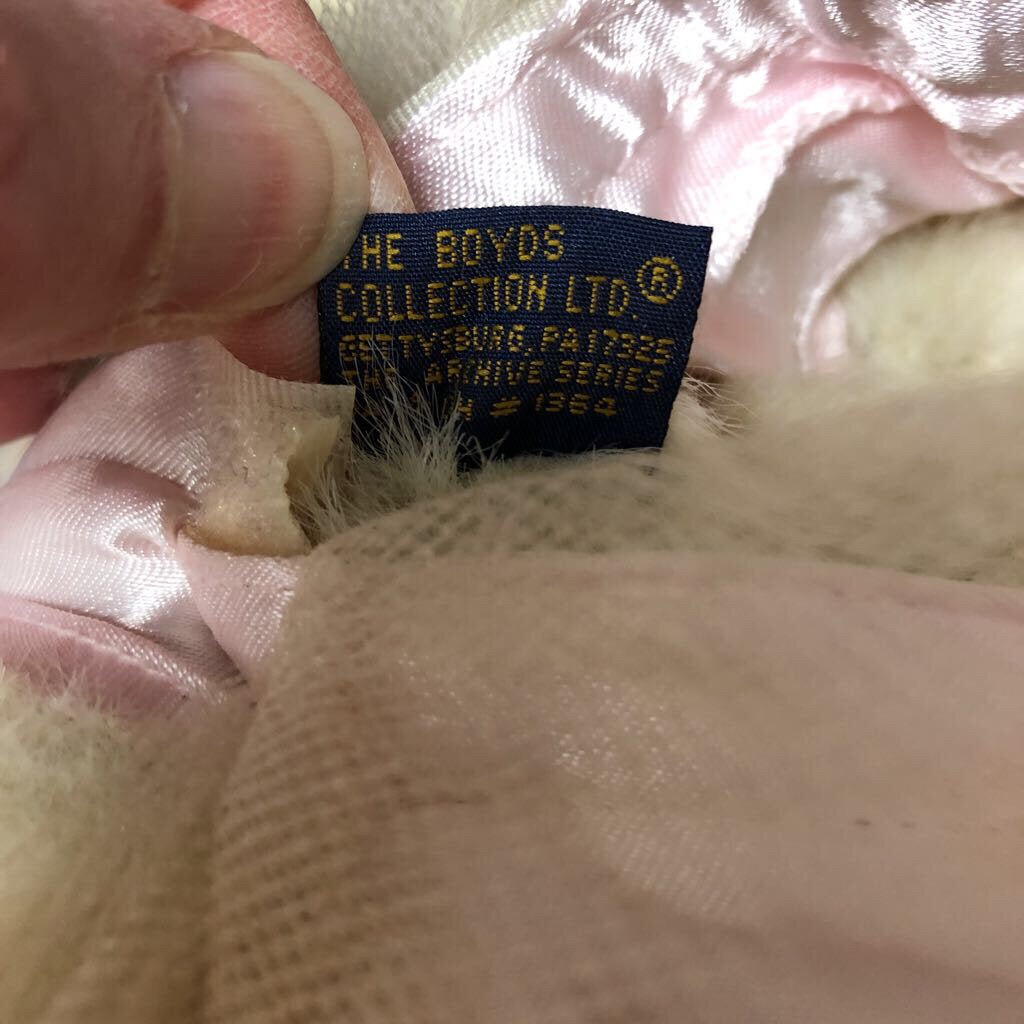 THE BOYDS
COLLECTION LTD.®
GETTYSBURG, PA 17325
ARCHIVE SERIES
# 1364